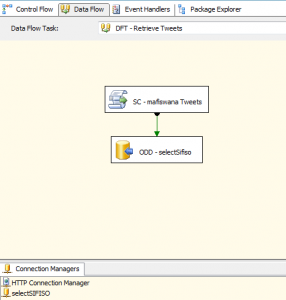 Control Flow Data Flow Event Handlers Package Explorer
Data Flow Task: DFT - Retrieve Tweets
SC - mafiswana Tweets
ODD - selectSifiso
Connection Managers
HTTP Connection Manager
selectSIFISO